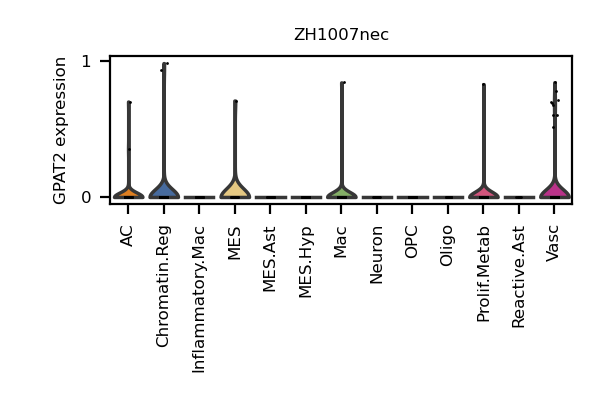 ZH1007nec
GPAT2 expression
1
0
AC
Chromatin.Reg
Inflammatory.Mac
MES
MES.Ast
MES.Hyp
Mac
Neuron
OPC
Oligo
Prolif.Metab
Reactive.Ast
Vasc